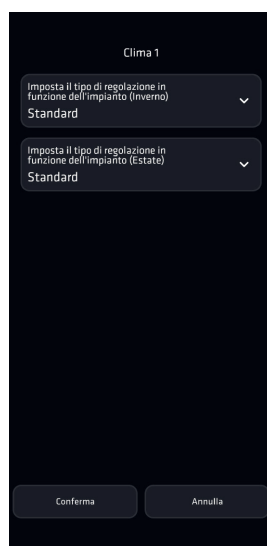 Clima 1
Imposta il tipo di regolazione in
funzione dell'impianto (Inverno)
Standard
Imposta il tipo di regolazione in
funzione dell'impianto (Estate)
Standard
Conferma
Annulla